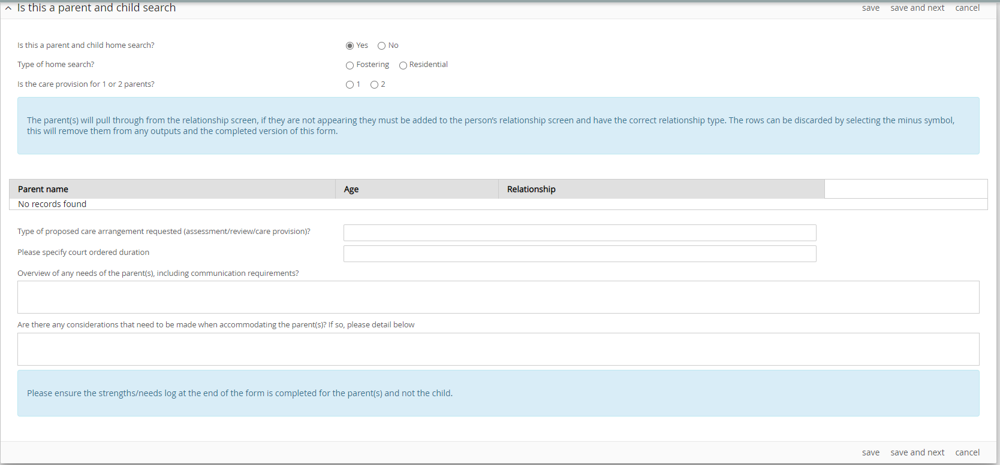 Is this a parent and child search
save save and next cancel
Is this a parent and child home search? Yes No
Type of home search? Fostering Residential
Is the care provision for 1 or 2 parents? 1 2
The parent(s) will pull through from the relationship screen, if they are not appearing they must be added to the person's relationship screen and have the correct relationship type. The rows can be discarded by selecting the minus symbol,
this will remove them from any outputs and the completed version of this form.
Parent name Age Relationship
No records found
Type of proposed care arrangement requested (assessment/review/care provision)?
Please specify court ordered duration
Overview of any needs of the parent(s), including communication requirements?
Are there any considerations that need to be made when accommodating the parent(s)? If so, please detail below
Please ensure the strengths/needs log at the end of the form is completed for the parent(s) and not the child.
save save and next cancel